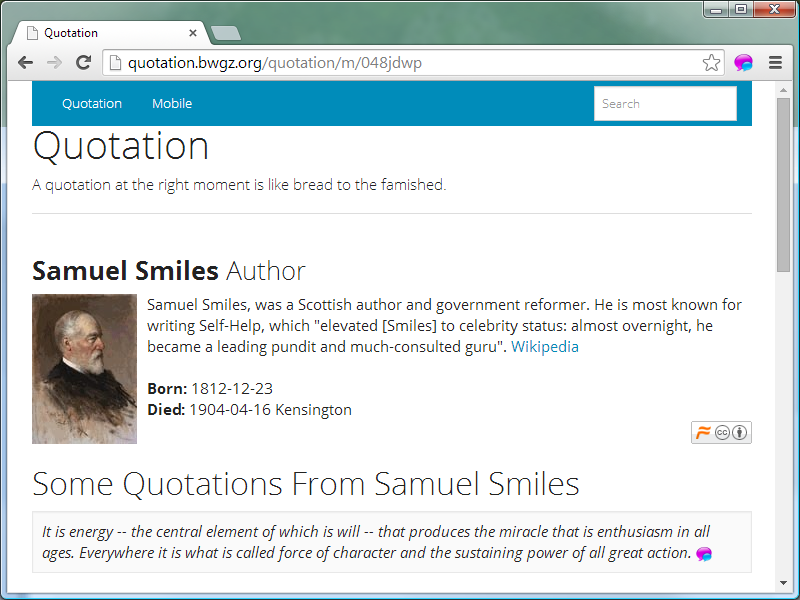 Quotation
quotation.bwgz.org/quotation/m/048jdwp
Quotation Mobile Search
Quotation
A quotation at the right moment is like bread to the famished.
Samuel Smiles Author
Samuel Smiles, was a Scottish author and government reformer. He is most known for
writing Self-Help, which "elevated [Smiles] to celebrity status: almost overnight, he
became a leading pundit and much-consulted guru". Wikipedia
Born: 1812-12-23
Died: 1904-04-16 Kensington
cc
Some Quotations From Samuel Smiles
It is energy -- the central element of which is will -- that produces the miracle that is enthusiasm in all
ages. Everywhere it is what is called force of character and the sustaining power of all great action.